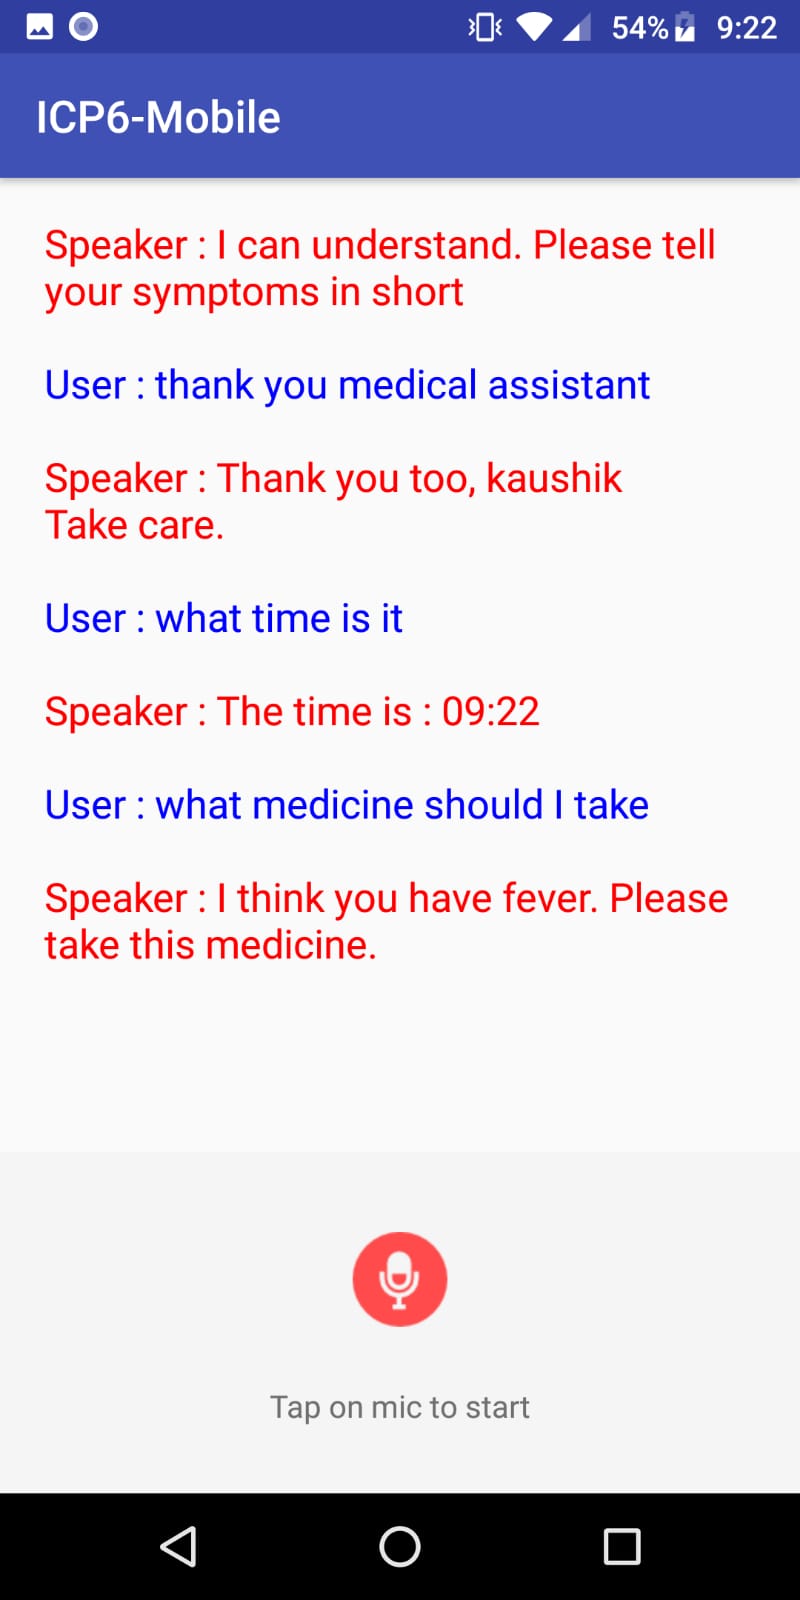 54% 9:22
ICP6-Mobile
Speaker : I can understand. Please tell
your symptoms in short
User : thank you medical assistant
Speaker : Thank you too, kaushik
Take care.
User : what time is it
Speaker : The time is : 09:22
User : what medicine should I take
Speaker : I think you have fever. Please
take this medicine.
Tap on mic to start